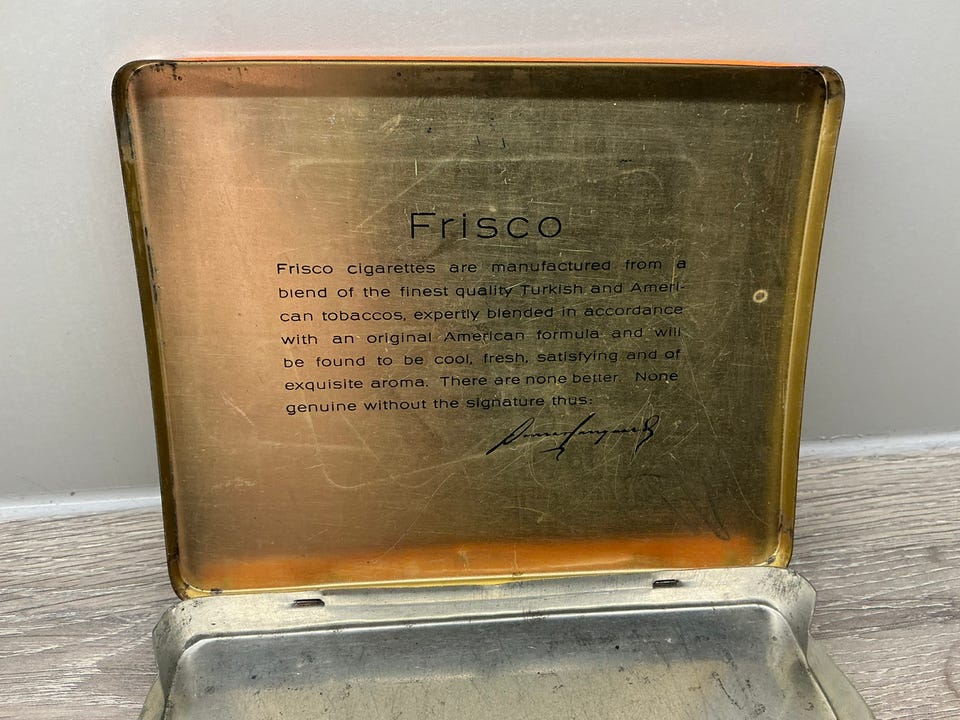 Frisco
Frisco cigarettes are manufactured from a
blend of the finest quality Turkish and Ameri-
can tobaccos, expertly blended in accordance
with an original American formula and will
be found to be cool, fresh, satisfying and of
exquisite aroma. There are none better. None
genuine without the signature thus: